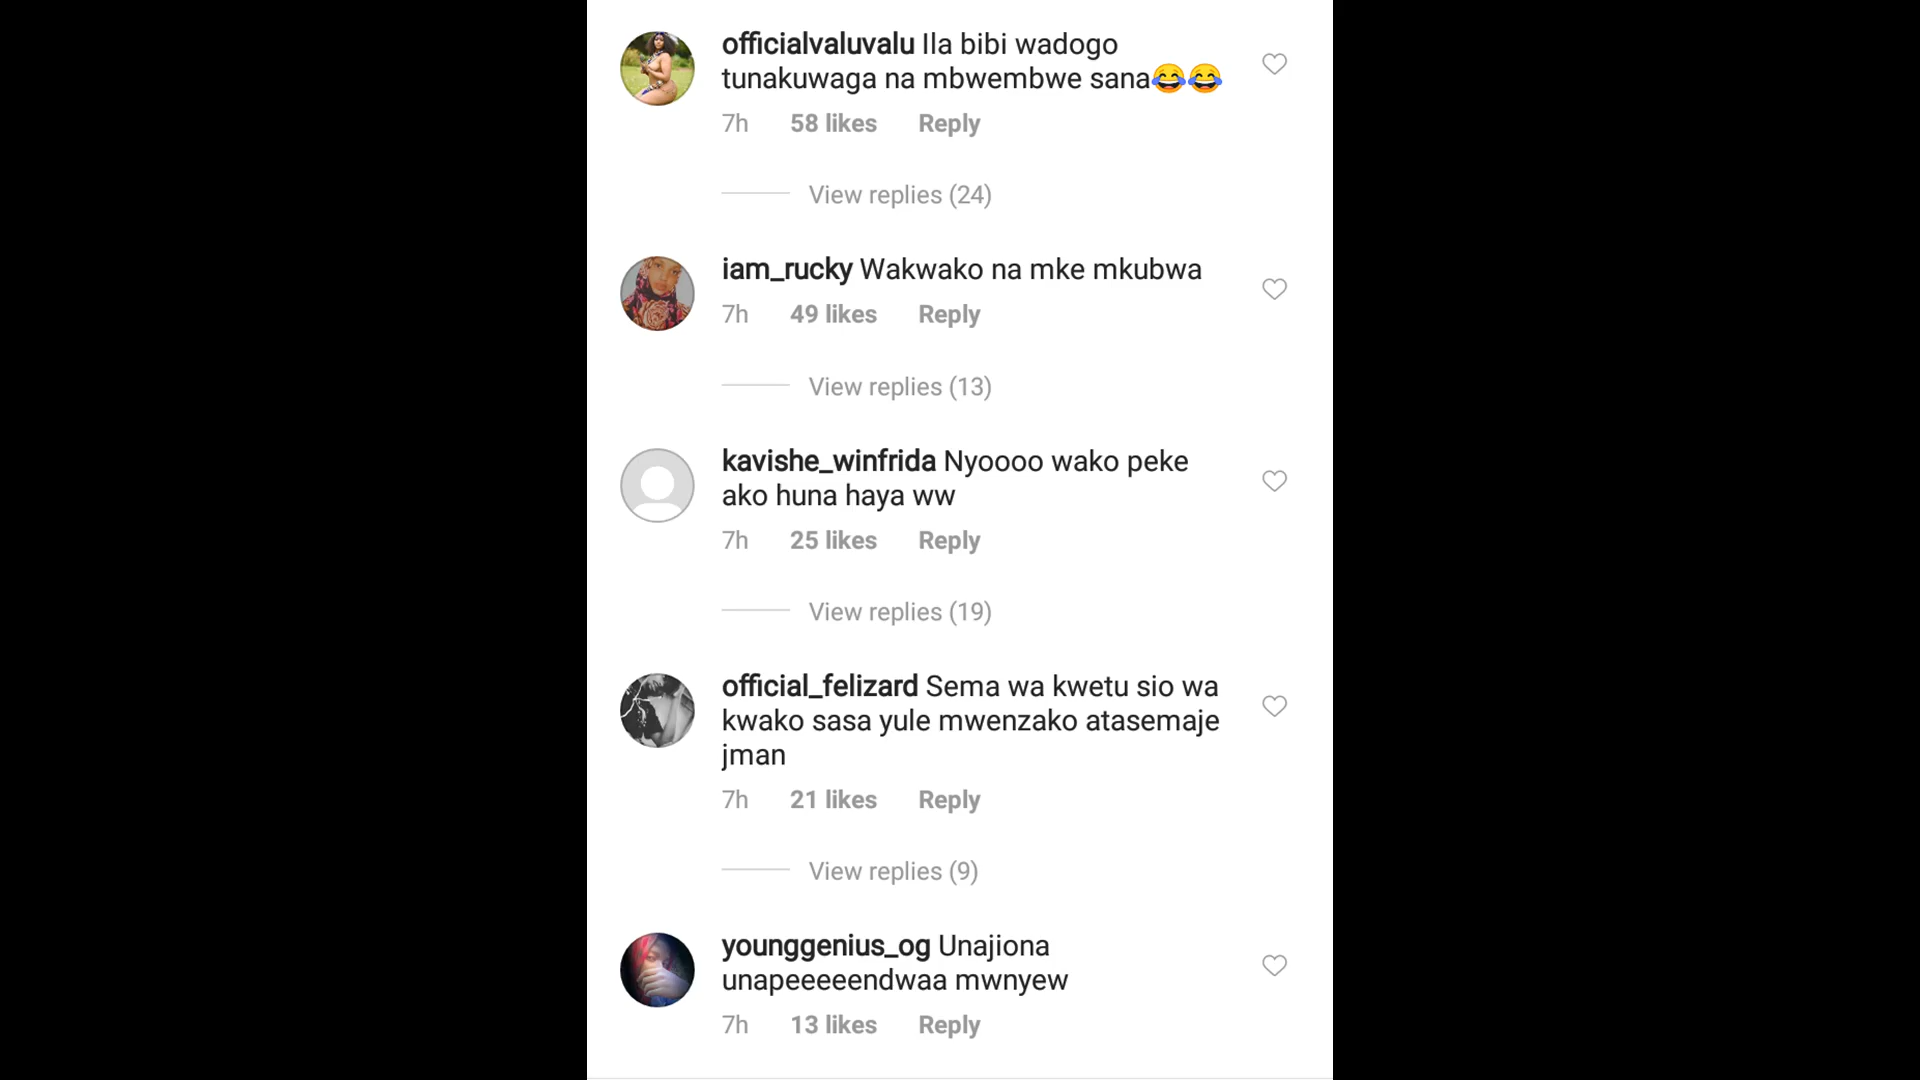 officialvaluvalu Ila bibi wadogo
tunakuwaga na mbwembwe sana😂😂
7h 58 likes Reply
View replies (24)
iam_rucky Wakwako na mke mkubwa
7h 49 likes Reply
View replies (13)
kavishe_winfrida Nyoooo wako peke
ako huna haya ww
7h 25 likes Reply
View replies (19)
official_felizard Sema wa kwetu sio wa
kwako sasa yule mwenzako atasemaje
jman
7h 21 likes Reply
View replies (9)
younggenius_og Unajiona
unapeeeeendwaa mwnyew
7h 13 likes Reply